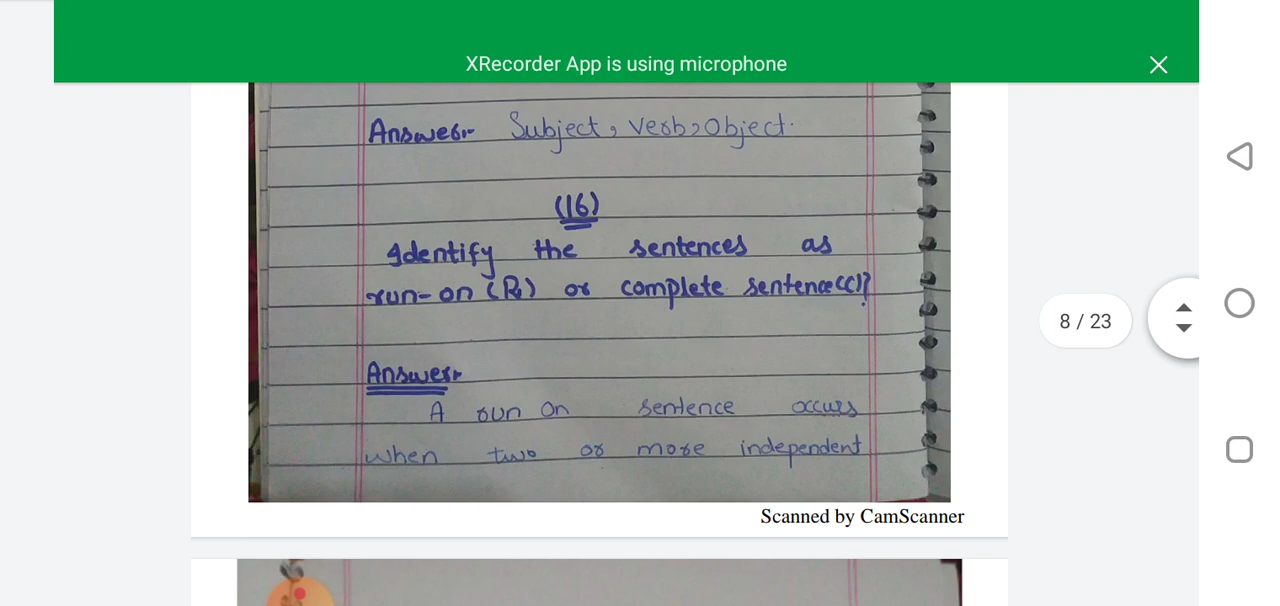 XRecorder App is using microphone
Answer:- Subject, Verb, Object.
(16)
Identify the sentences as
run-on (R) or complete sentence(c)?
8 / 23
Answer:-
A run on sentence occurs
when two or more independent
Scanned by CamScanner